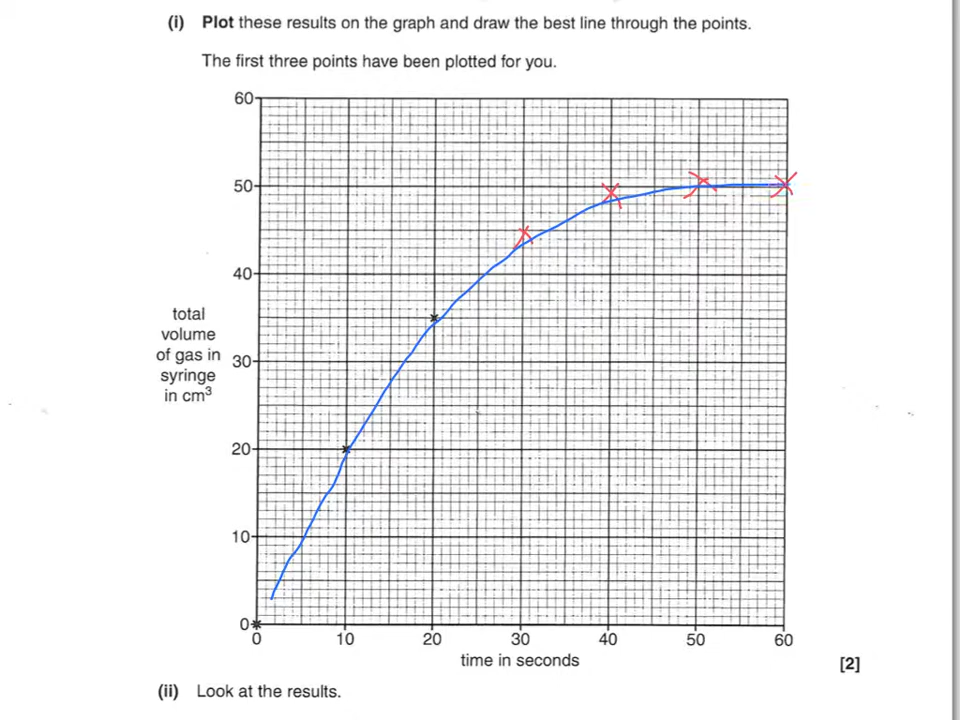 (i) Plot these results on the graph and draw the best line through the points.
The first three points have been plotted for you.
60
50
40
total
volume
of gas in
syringe
in cm³
30
20
10
0
0 10 20 30 40 50 60
time in seconds
[2]
(ii) Look at the results.